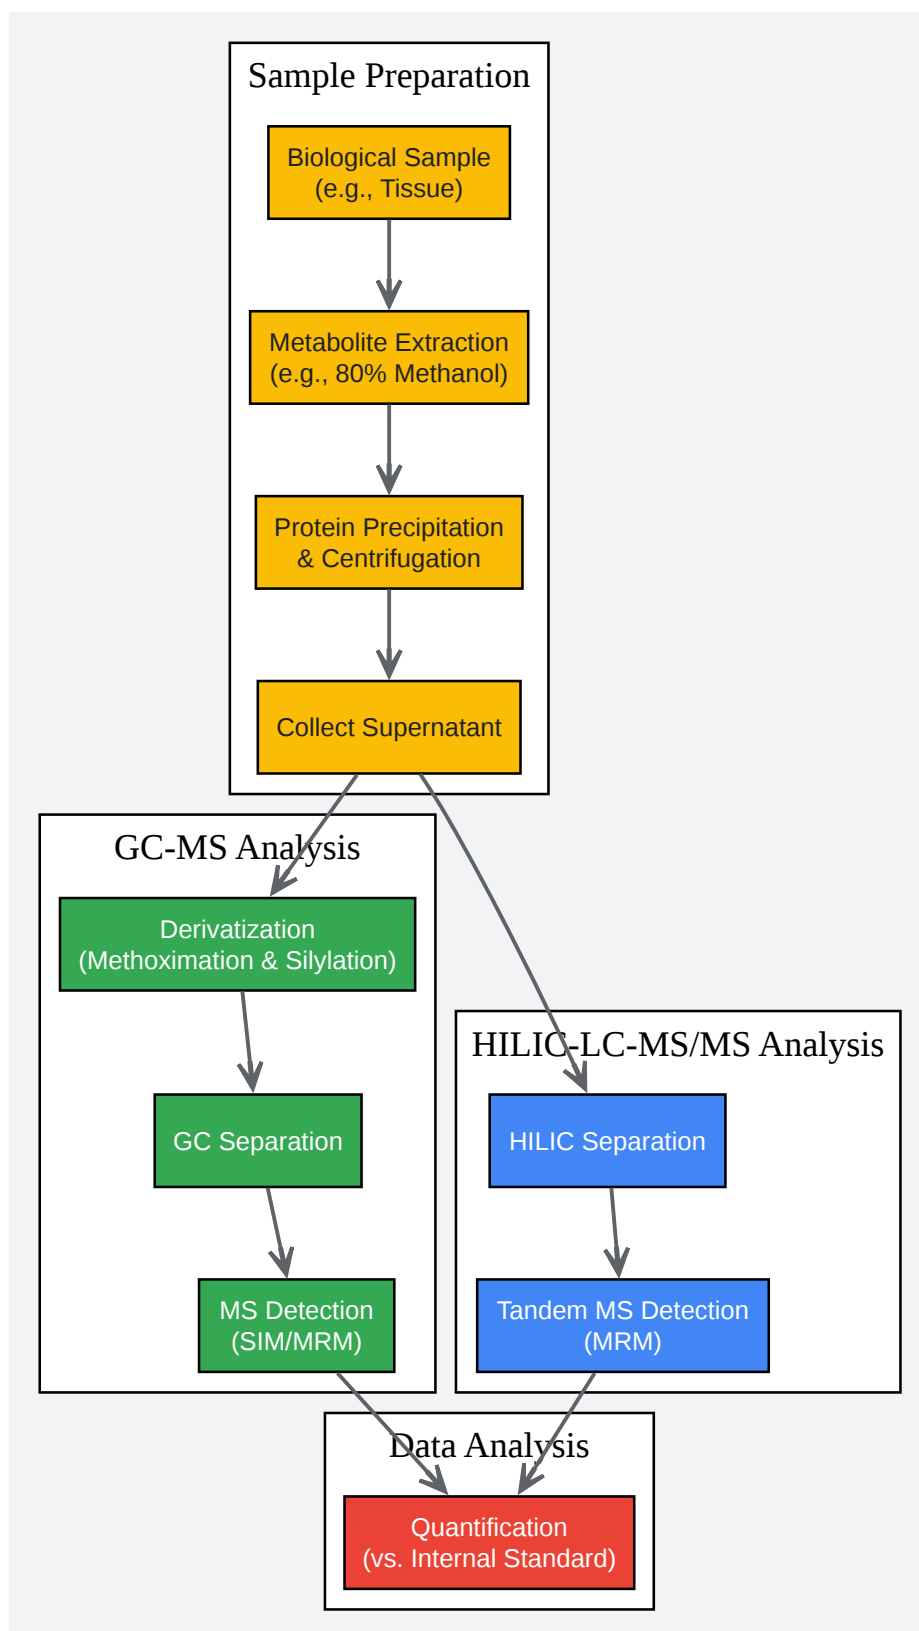 Sample Preparation
Biological Sample
(e.g., Tissue)
Metabolite Extraction
(e.g., 80% Methanol)
Protein Precipitation
& Centrifugation
Collect Supernatant
GC-MS Analysis
Derivatization
(Methoximation & Silylation)
GC Separation
MS Detection
(SIM/MRM)
HILIC-LC-MS/MS Analysis
HILIC Separation
Tandem MS Detection
(MRM)
Data Analysis
Quantification
(vs. Internal Standard)